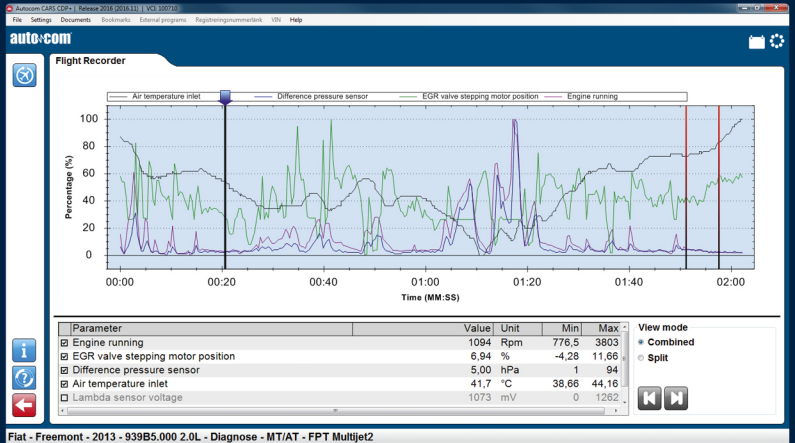 Autocom CARS CDP+ | Release 2016 (2016.11) | VCI: 100710
File Settings Documents Bookmarks External programs Registreringsnummerlänk VIN Help
autocom
Flight Recorder
Air temperature inlet Difference pressure sensor EGR valve stepping motor position Engine running
Percentage (%)
100
80
60
40
20
0
00:00 00:20 00:40 01:00 01:20 01:40 02:00
Time (MM:SS)
Parameter Value Unit Min Max
Engine running 1094 Rpm 776,5 3803
EGR valve stepping motor position 6,94 % -4,28 11,66
Difference pressure sensor 5,00 hPa 1 94
Air temperature inlet 41,7 °C 38,66 44,16
Lambda sensor voltage 1073 mV 0 1262
View mode
Combined
Split
Fiat - Freemont - 2013 - 939B5.000 2.0L - Diagnose - MT/AT - FPT Multijet2